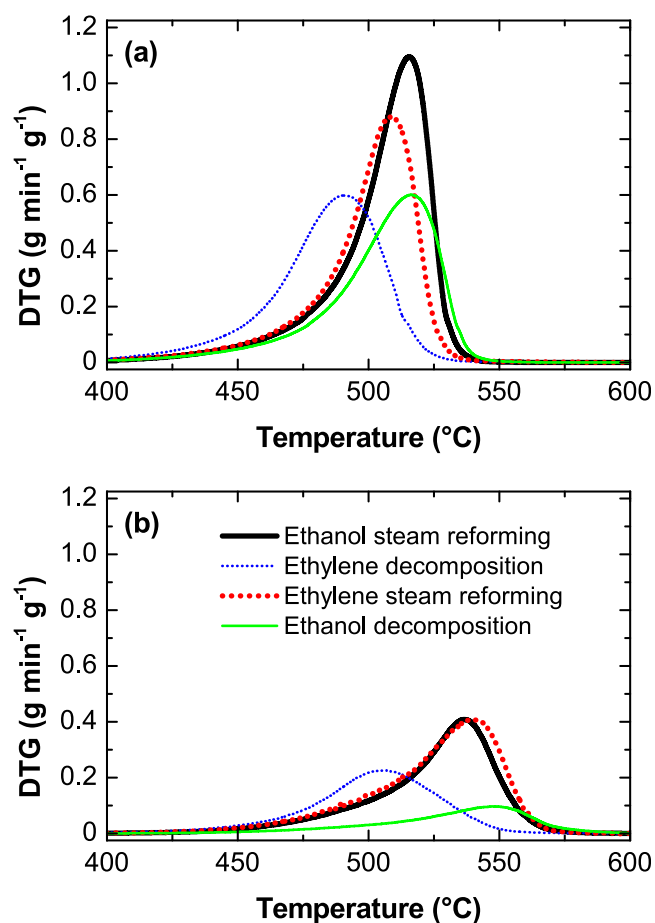 (a)
DTG (g min⁻¹ g⁻¹)
1.2
1.0
0.8
0.6
0.4
0.2
0
400 450 500 550 600
Temperature (°C)
(b)
Ethanol steam reforming
Ethylene decomposition
Ethylene steam reforming
Ethanol decomposition
DTG (g min⁻¹ g⁻¹)
1.2
1.0
0.8
0.6
0.4
0.2
0
400 450 500 550 600
Temperature (°C)